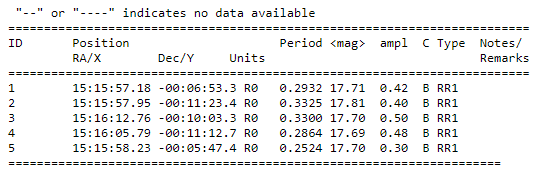 "--" or "----" indicates no data available
==========================================================================
ID       Position                     Period <mag>  ampl  C Type  Notes/
         RA/X        Dec/Y    Units                               Remarks
==========================================================================
1        15:15:57.18 -00:06:53.3 R0   0.2932 17.71  0.42  B RR1
2        15:15:57.95 -00:11:23.4 R0   0.3325 17.81  0.40  B RR1
3        15:16:12.76 -00:10:03.3 R0   0.3300 17.70  0.50  B RR1
4        15:16:05.79 -00:11:12.7 R0   0.2864 17.69  0.48  B RR1
5        15:15:58.23 -00:05:47.4 R0   0.2524 17.70  0.30  B RR1
======================================================================